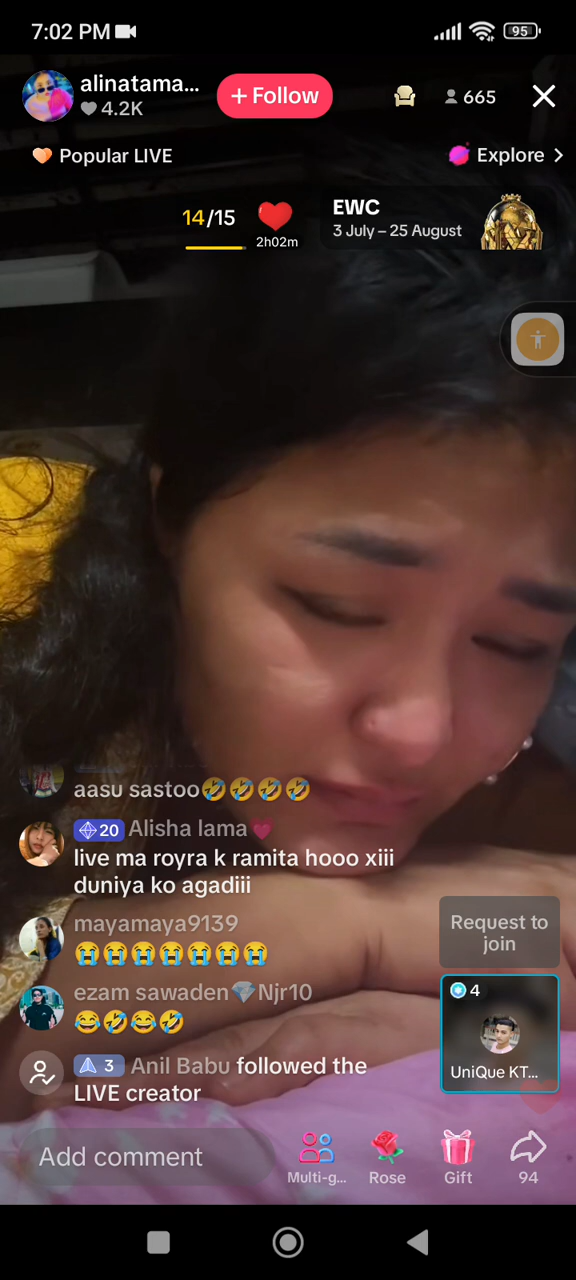 7:02 PM
95
alinatama...
4.2K
+ Follow
665
Popular LIVE
Explore
14/15
2h02m
EWC
3 July – 25 August
aasu sastoo🤣🤣🤣🤣
20 Alisha lama💗
live ma royra k ramita hooo xiii
duniya ko agadiii
mayamaya9139
😭😭😭😭😭😭😭
ezam sawaden💎Njr10
😂🤣😂🤣
3 Anil Babu followed the
LIVE creator
Request to
join
4
UniQue KT...
Add comment
Multi-g...
Rose
Gift
94